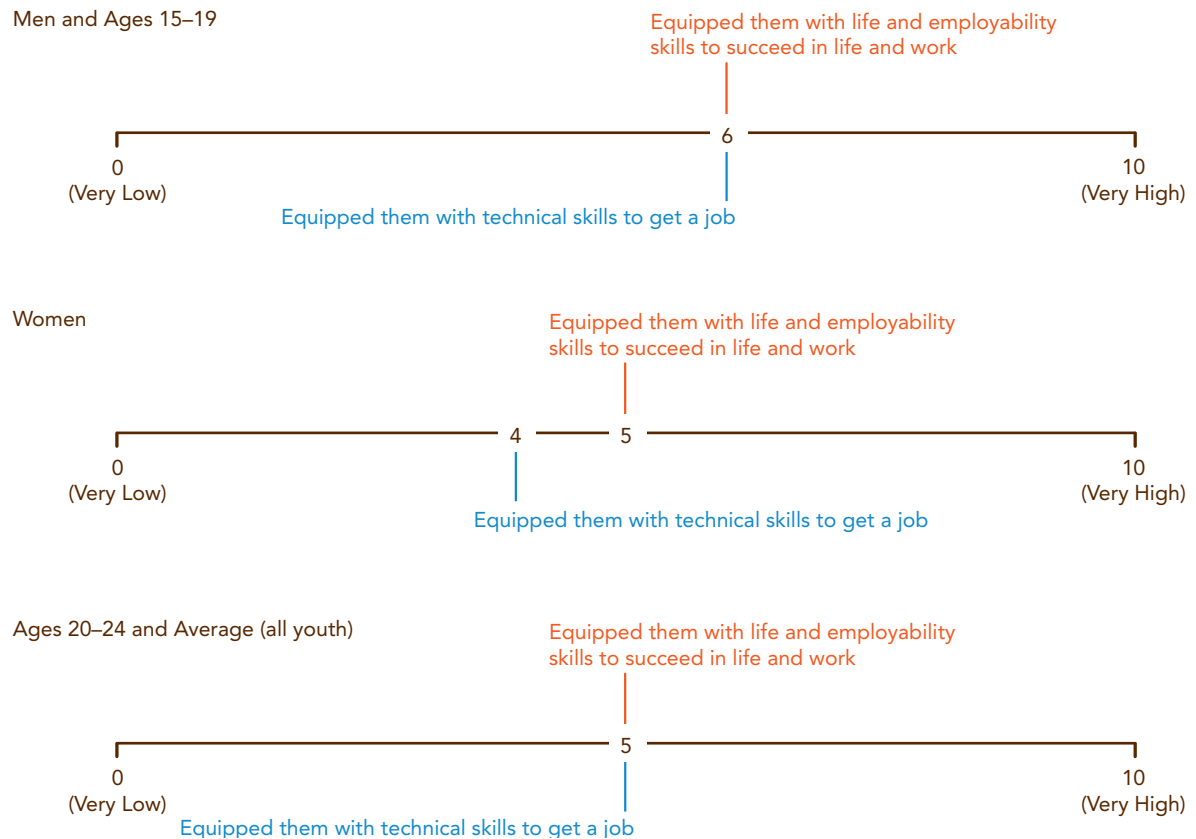 Men and Ages 15–19
Equipped them with life and employability
skills to succeed in life and work
6
0
(Very Low)
10
(Very High)
Equipped them with technical skills to get a job
Women
Equipped them with life and employability
skills to succeed in life and work
4
5
0
(Very Low)
10
(Very High)
Equipped them with technical skills to get a job
Ages 20–24 and Average (all youth)
Equipped them with life and employability
skills to succeed in life and work
5
0
(Very Low)
10
(Very High)
Equipped them with technical skills to get a job